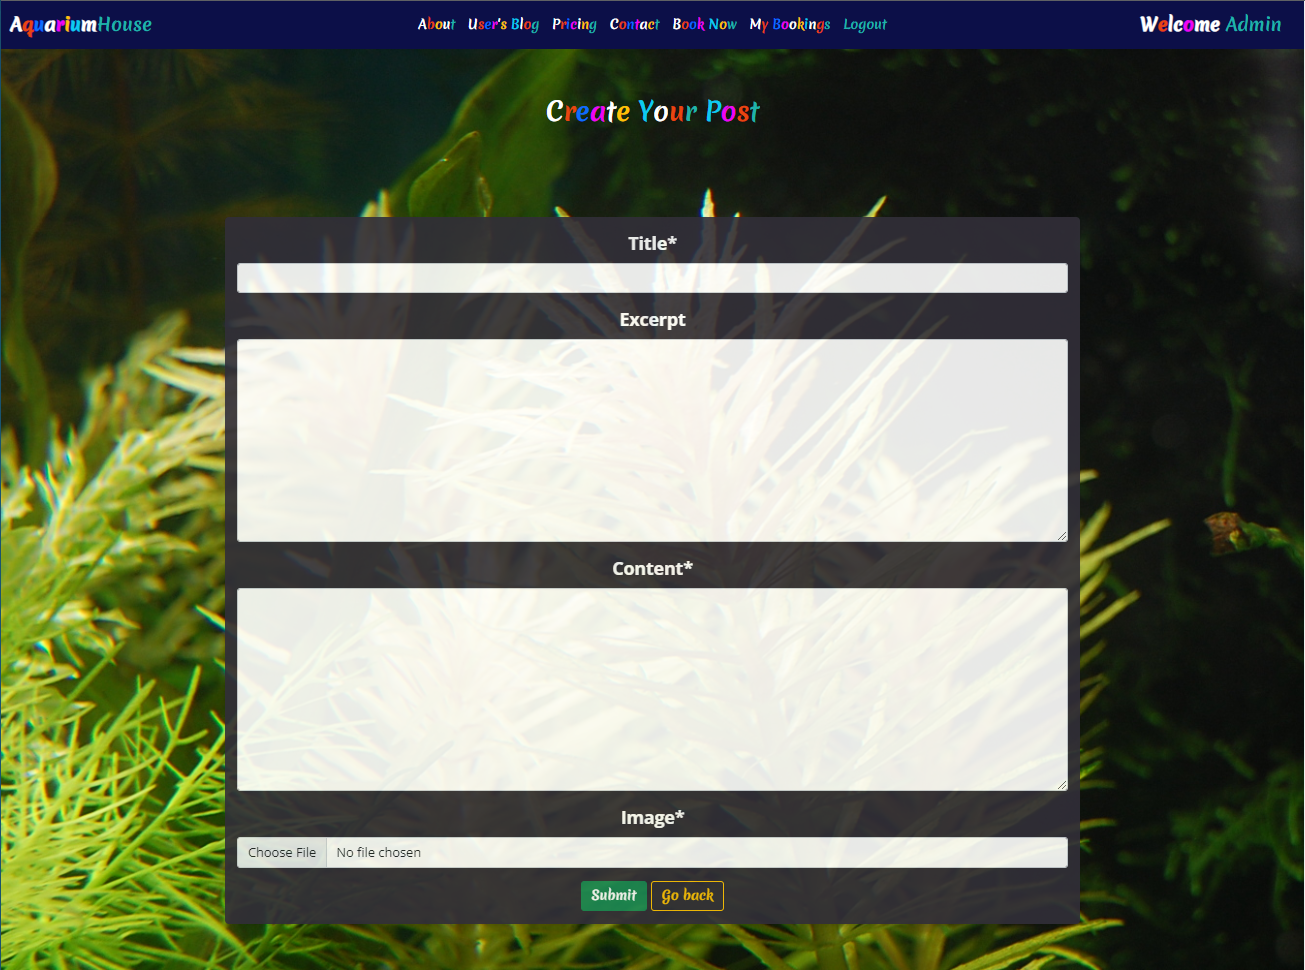 AquariumHouse About User's Blog Pricing Contact Book Now My Bookings Logout Welcome Admin
Create Your Post
Title*
Excerpt
Content*
Image*
Choose File No file chosen
Submit Go back